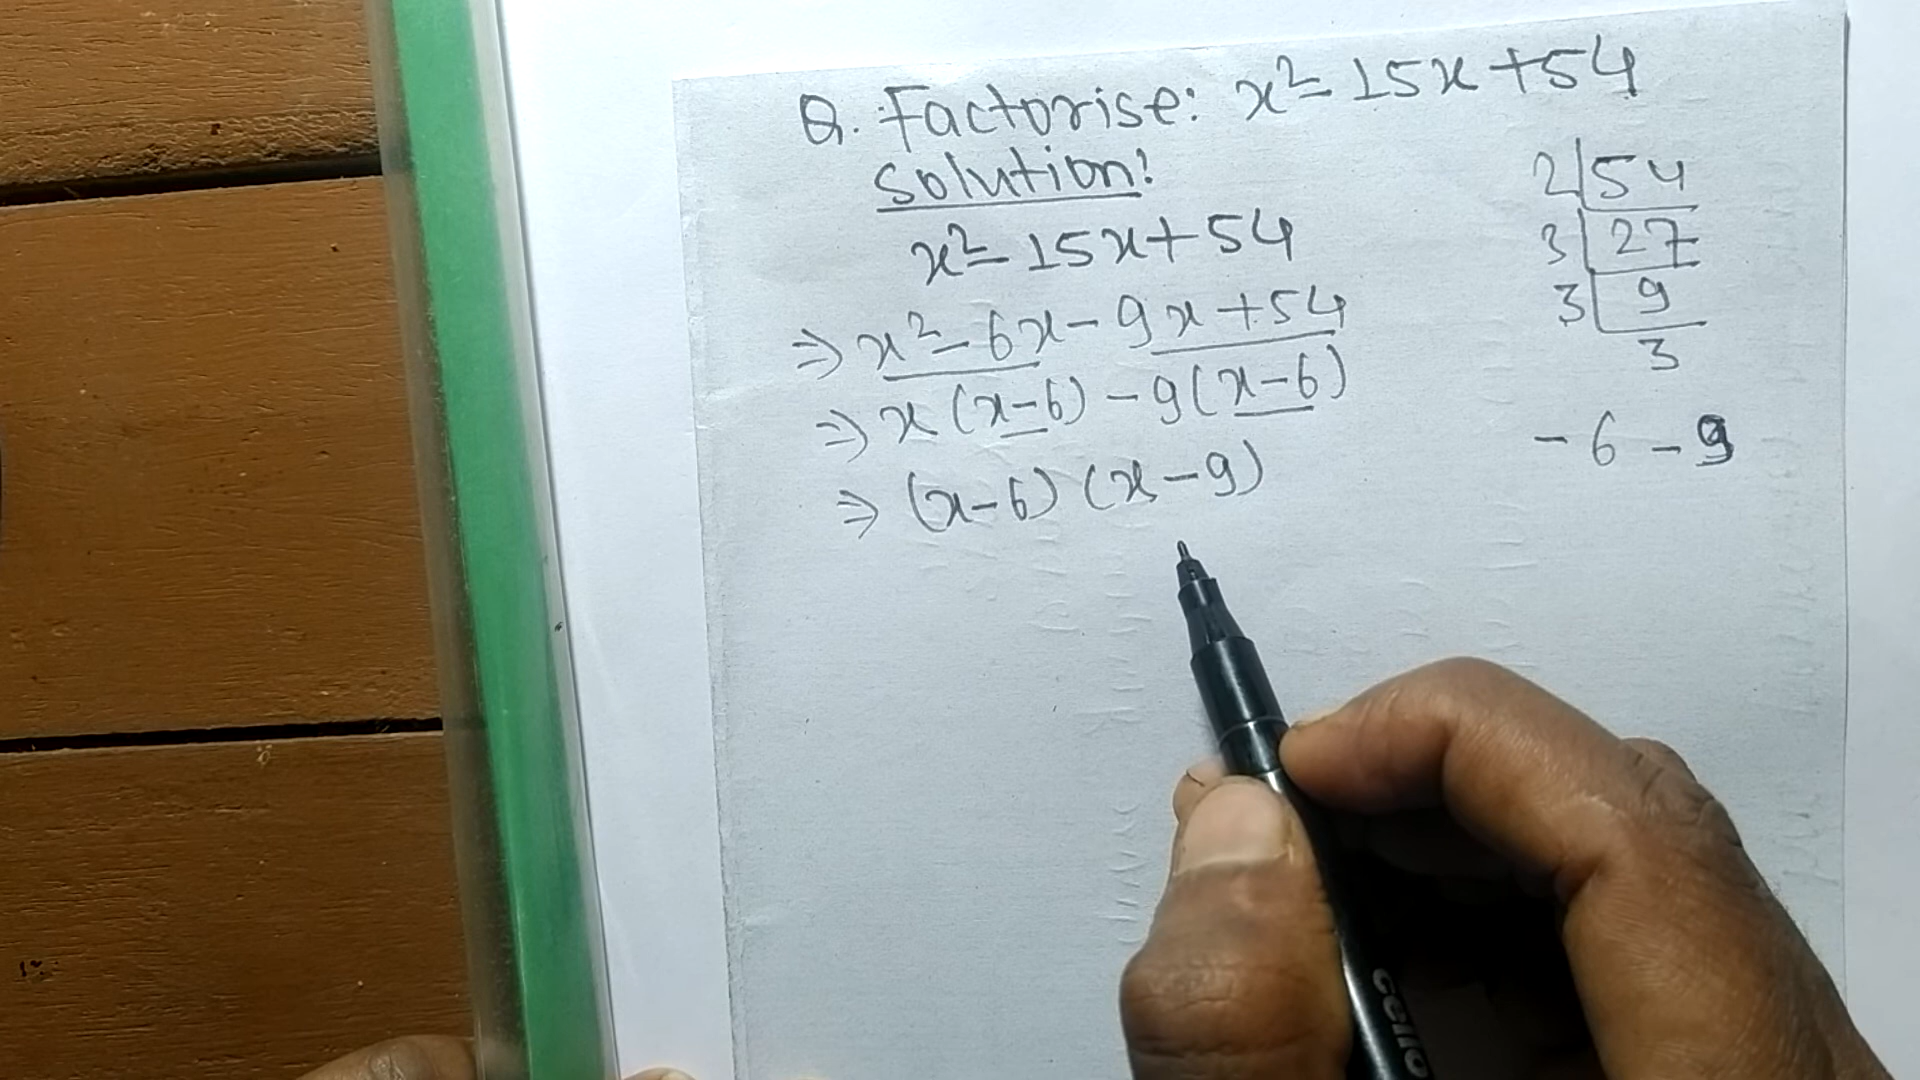 Q. Factorise: x² - 15x + 54
Solution:
x² - 15x + 54
⇒ x² - 6x - 9x + 54
⇒ x (x - 6) - 9 (x - 6)
⇒ (x - 6) (x - 9)
2 | 54
3 | 27
3 | 9
3
- 6 - 9
cello